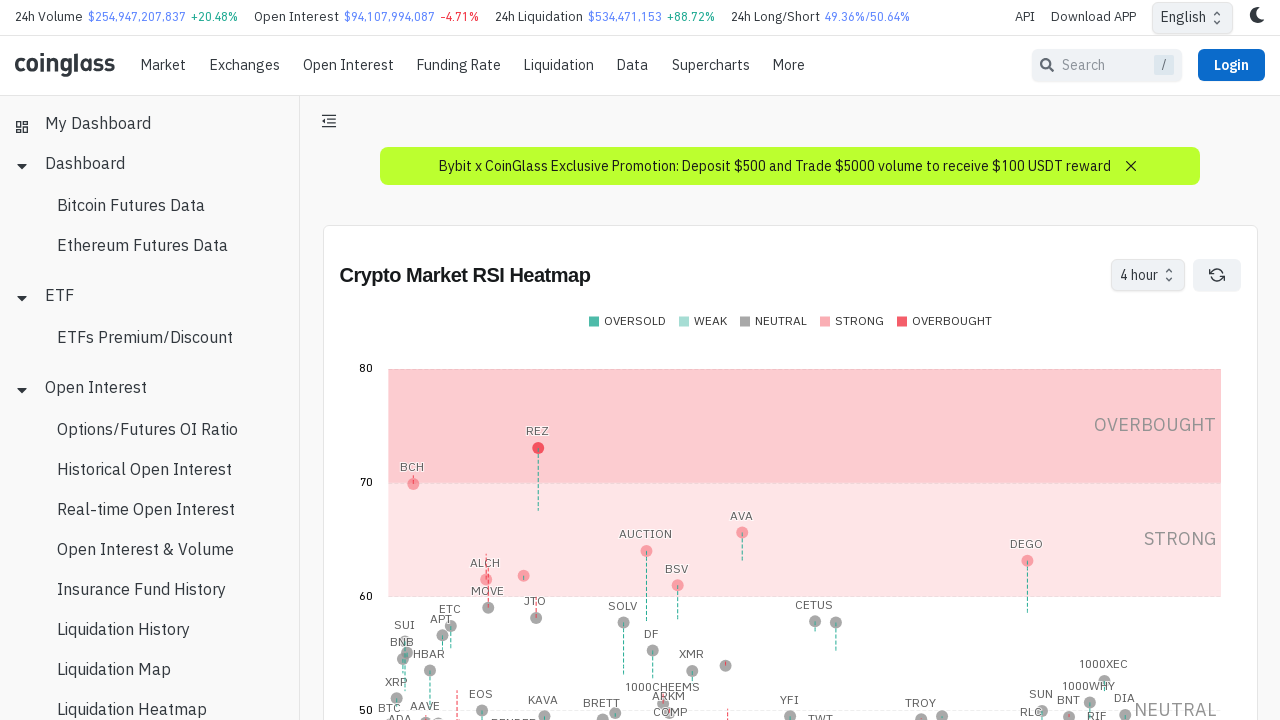 24h Volume $254,947,207,837 +20.48% Open Interest $94,107,994,087 -4.71% 24h Liquidation $534,471,153 +88.72% 24h Long/Short 49.36%/50.64% API Download APP English
coinglass Market Exchanges Open Interest Funding Rate Liquidation Data Supercharts More Search / Login
My Dashboard
Dashboard
Bitcoin Futures Data
Ethereum Futures Data
ETF
ETFs Premium/Discount
Open Interest
Options/Futures OI Ratio
Historical Open Interest
Real-time Open Interest
Open Interest & Volume
Insurance Fund History
Liquidation History
Liquidation Map
Liquidation Heatmap
Bybit x CoinGlass Exclusive Promotion: Deposit $500 and Trade $5000 volume to receive $100 USDT reward
Crypto Market RSI Heatmap 4 hour
OVERSOLD WEAK NEUTRAL STRONG OVERBOUGHT
80
OVERBOUGHT
REZ
BCH
70
AVA
AUCTION
STRONG
DEGO
ALCH
BSV
MOVE
60
JTO
SOLV
CETUS
ETC
APT
SUI
DF
BNB
HBAR
XMR
1000XEC
XRP
1000CHEEMS
1000WHY
EOS
ARKM
SUN
BNT
DIA
KAVA
BRETT
YFI
TROY
BTC
AAVE
50
COMP
RLC
NEUTRAL
ADA
TWT
RIF